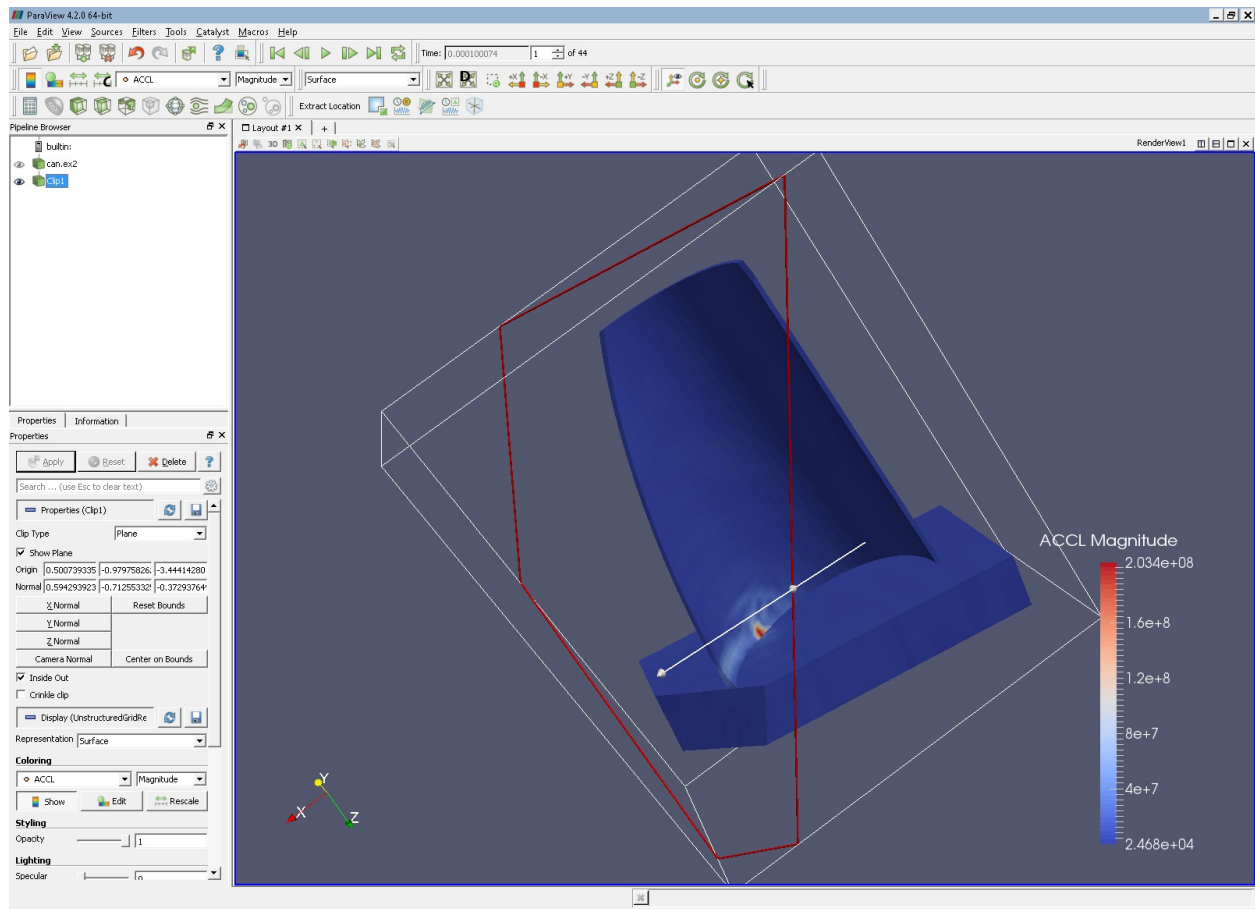 ParaView 4.2.0 64-bit
File Edit View Sources Filters Tools Catalyst Macros Help
Time: 0.000100074 1 of 44
ACCL Magnitude Surface
Extract Location
Pipeline Browser
Layout #1 X +
builtin:
3D
RenderView1
can.ex2
Clip1
Properties Information
Properties
Apply Reset Delete ?
Search ... (use Esc to clear text)
Properties (Clip1)
Clip Type Plane
Show Plane
Origin 0.500739335 -0.97975826: -3.44414280
Normal 0.594293923 -0.71255332! -0.37293764
X Normal Reset Bounds
Y Normal
Z Normal
Camera Normal Center on Bounds
Inside Out
Crinkle clip
Display (UnstructuredGridRe
Representation Surface
Coloring
ACCL Magnitude
Show Edit Rescale
Styling
Opacity 1
Lighting
Specular 0
ACCL Magnitude
2.034e+08
1.6e+8
1.2e+8
8e+7
4e+7
2.468e+04
Y
X
Z